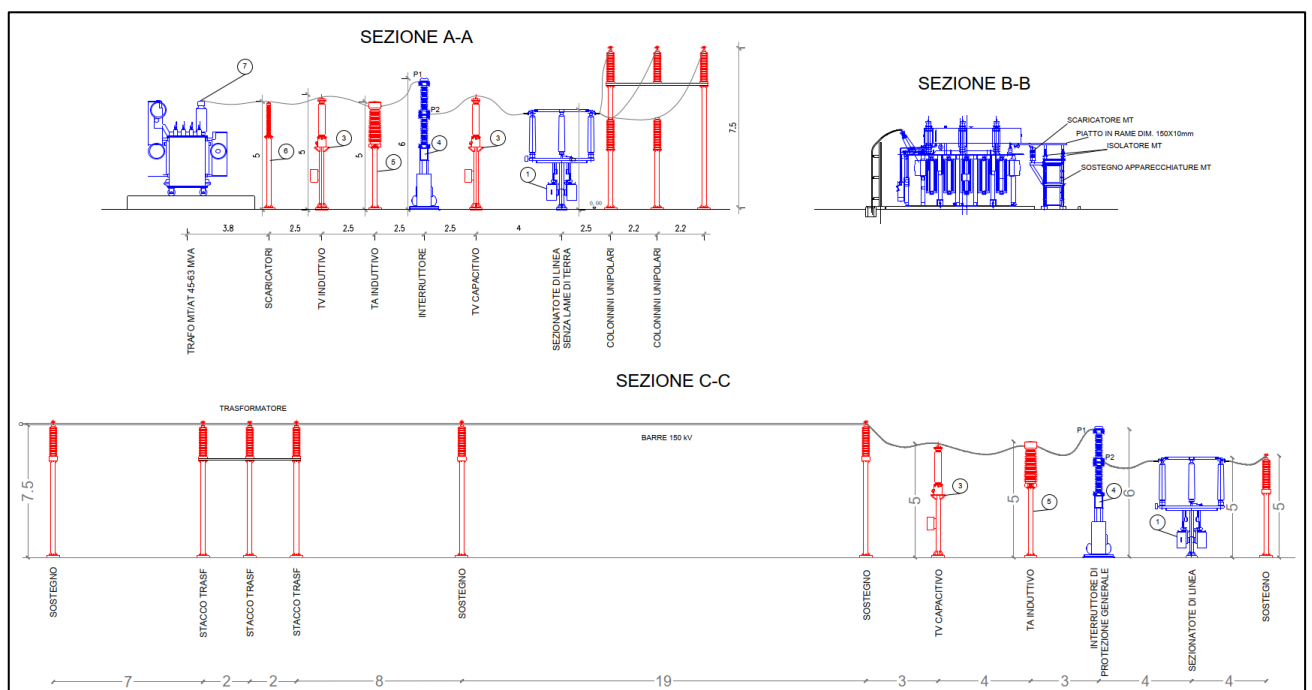 SEZIONE A-A
7
P1
P2
3
4
3
6
5
1
5
5
5
6
5
7.5
0,00
3.8
2.5
2.5
2.5
2.5
4
2.5
2.2
2.2
TRAFO MT/AT 45-63 MVA
SCARICATORI
TV INDUTTIVO
TA INDUTTIVO
INTERRUTTORE
TV CAPACITIVO
SEZIONATOTE DI LINEA
SENZA LAME DI TERRA
COLONNINI UNIPOLARI
COLONNINI UNIPOLARI
SEZIONE B-B
SCARICATORE MT
PIATTO IN RAME DIM. 150X10mm
ISOLATORE MT
SOSTEGNO APPARECCHIATURE MT
SEZIONE C-C
TRASFORMATORE
BARRE 150 kV
P1
P2
3
4
5
1
7.5
5
5
6
5
5
SOSTEGNO
STACCO TRASF
STACCO TRASF
STACCO TRASF
SOSTEGNO
SOSTEGNO
TV CAPACITIVO
TA INDUTTIVO
INTERRUTTORE DI
PROTEZIONE GENERALE
SEZIONATOTE DI LINEA
SOSTEGNO
7
2
2
8
19
3
4
3
4
4